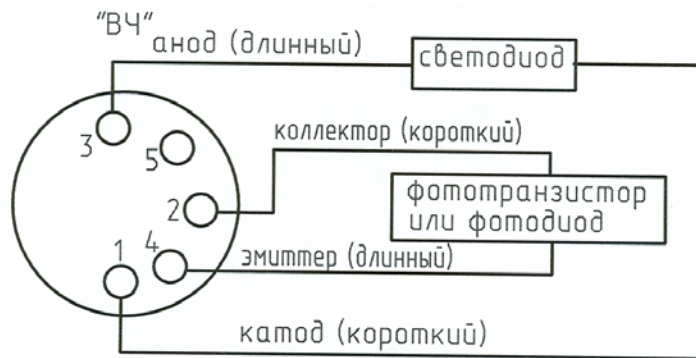 "ВЧ"
анод (длинный)
светодиод
3
5
коллектор (короткий)
2
фототранзистор
или фотодиод
1
4
эмиттер (длинный)
катод (короткий)